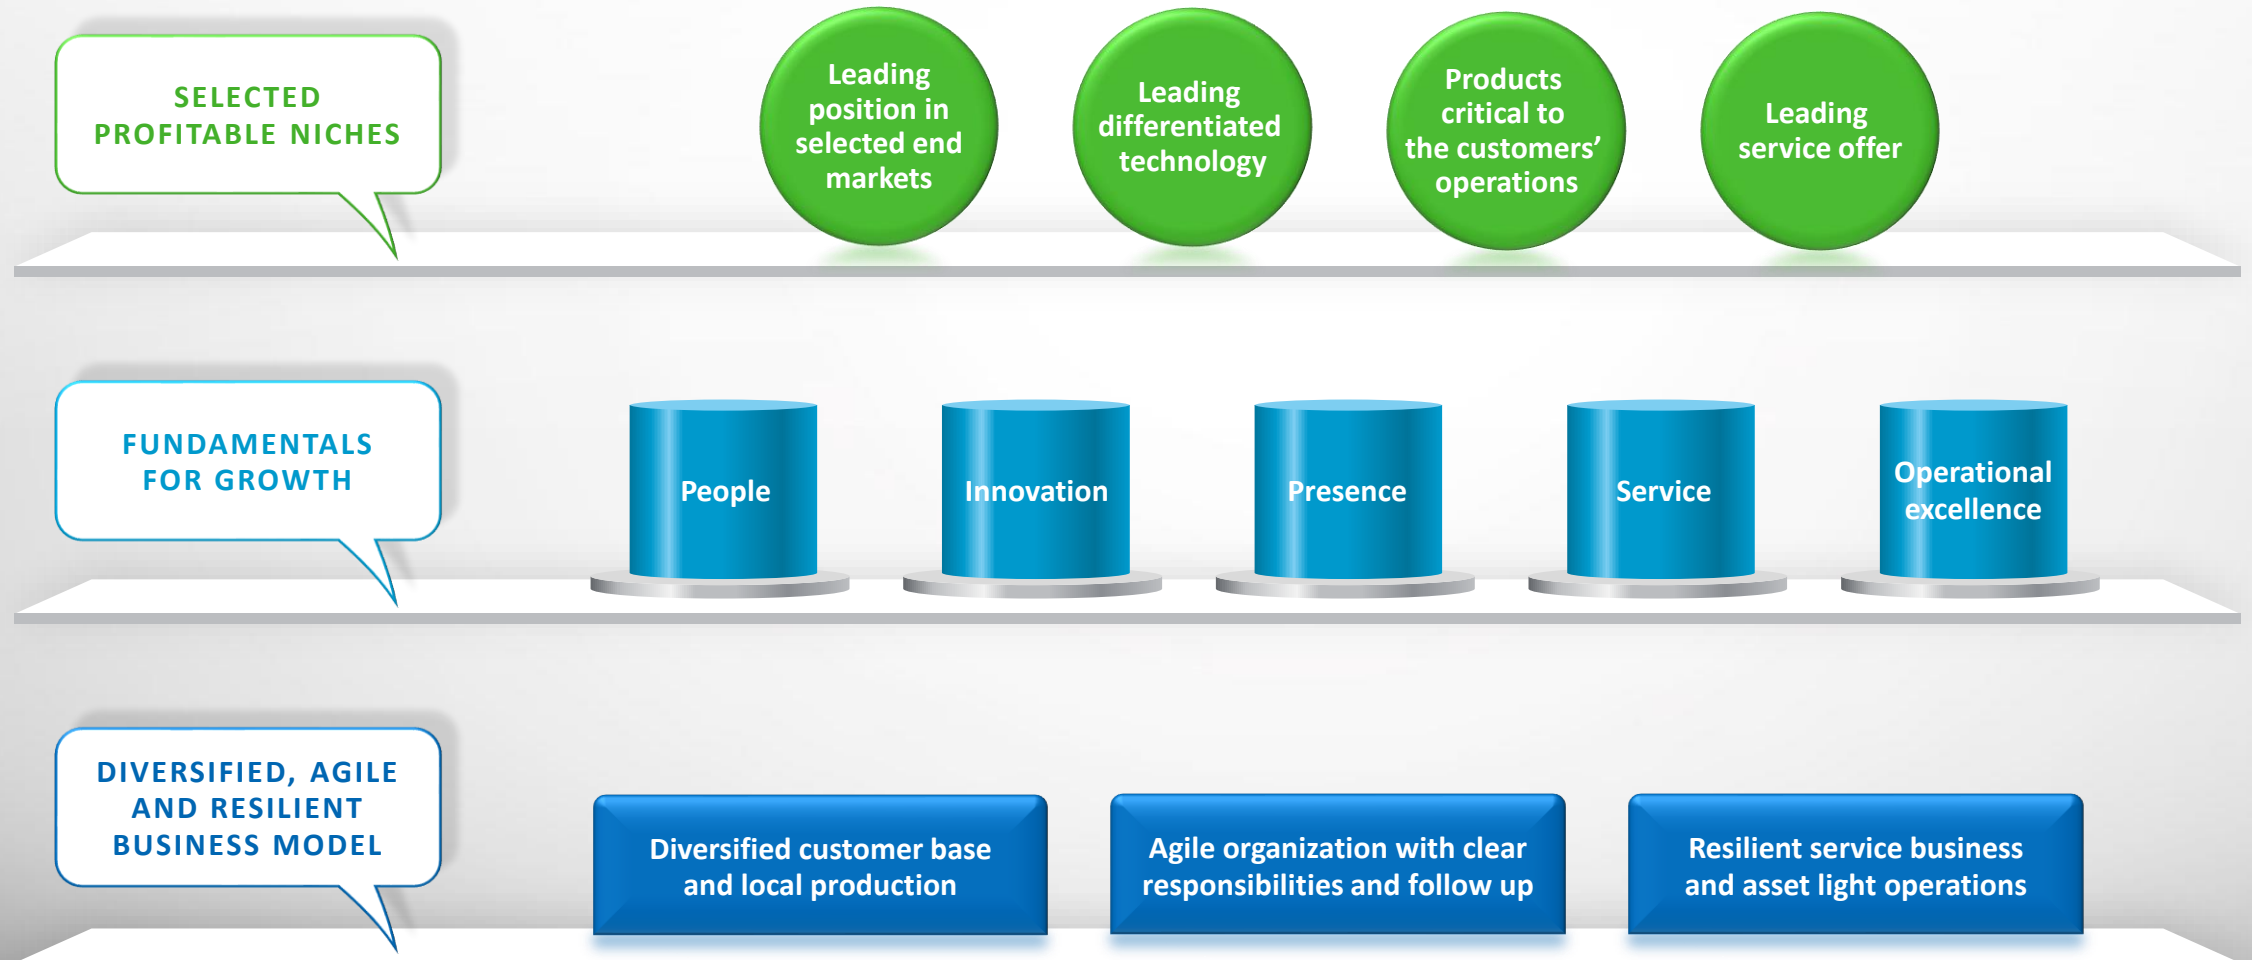 SELECTED
PROFITABLE NICHES
Leading
position in
selected end
markets
Leading
differentiated
technology
Products
critical to
the customers’
operations
Leading
service offer
FUNDAMENTALS
FOR GROWTH
People
Innovation
Presence
Service
Operational
excellence
DIVERSIFIED, AGILE
AND RESILIENT
BUSINESS MODEL
Diversified customer base
and local production
Agile organization with clear
responsibilities and follow up
Resilient service business
and asset light operations